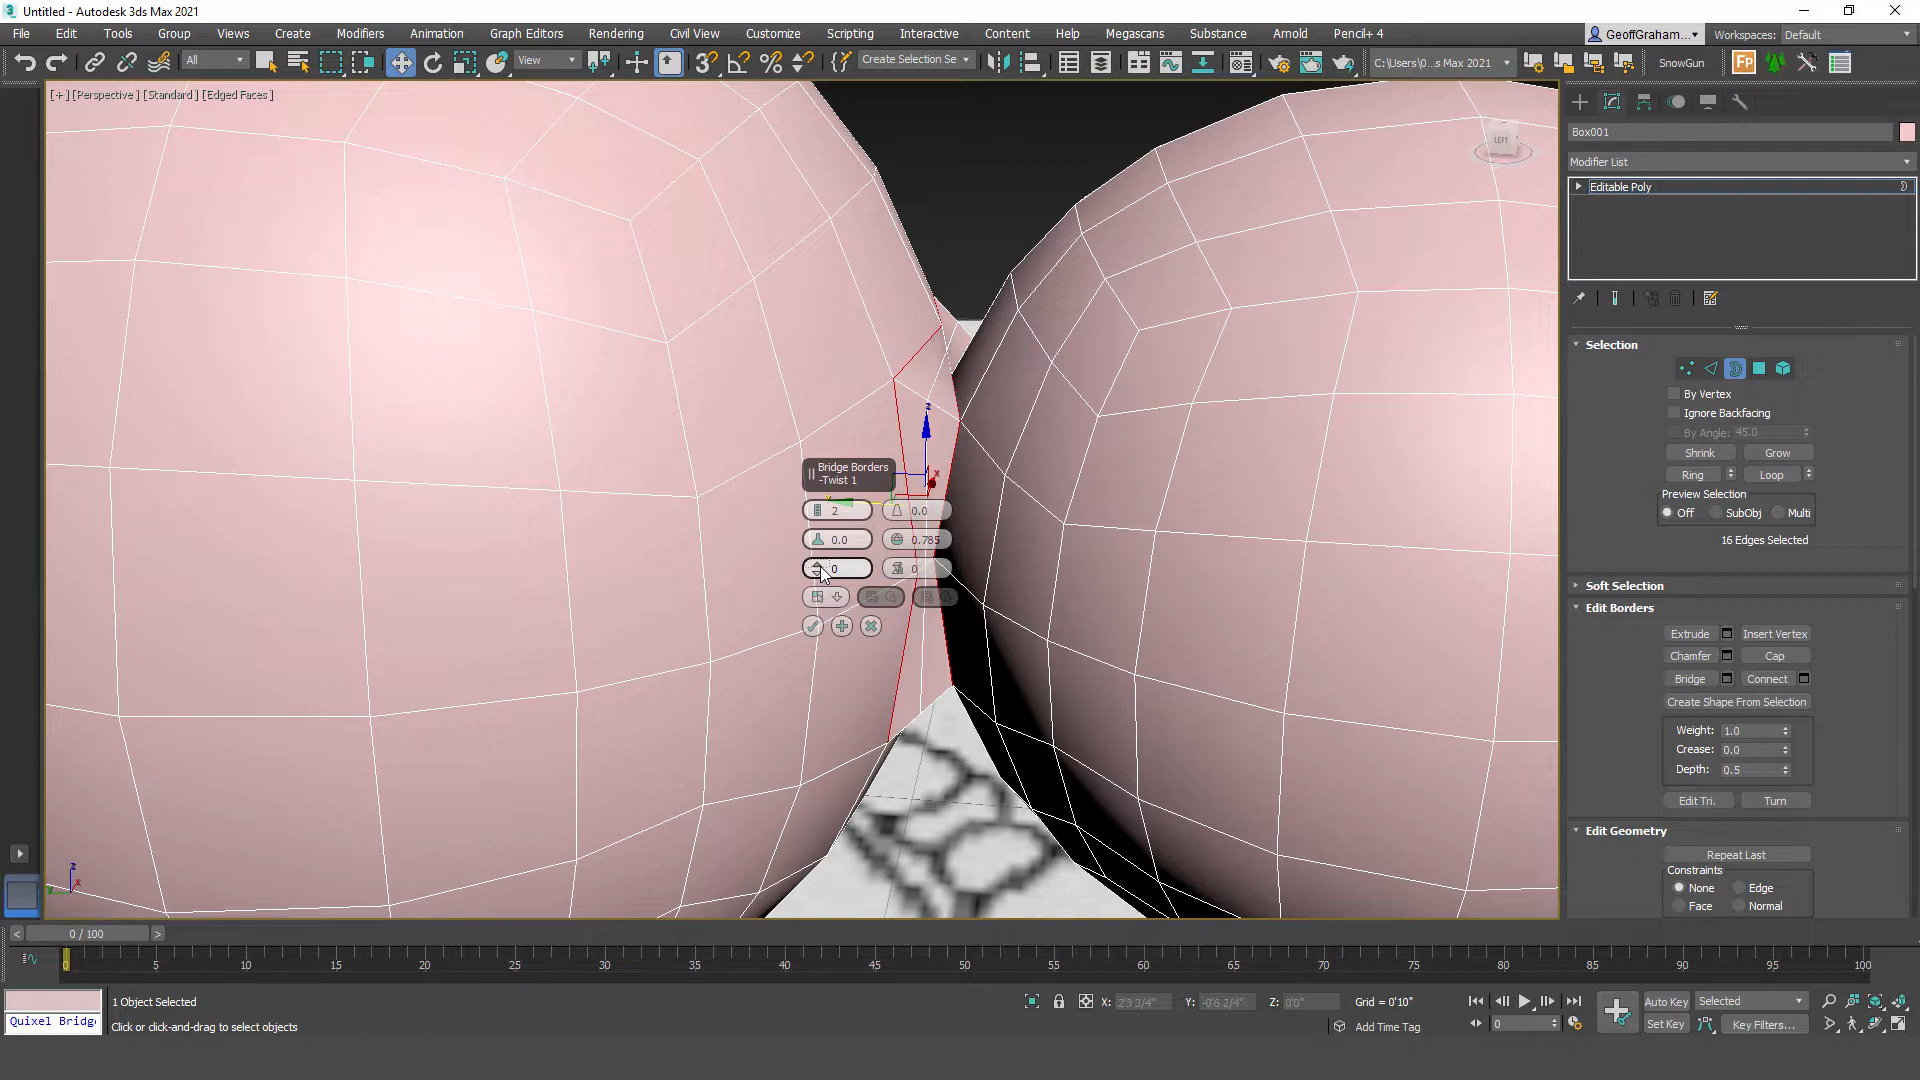 Untitled - Autodesk 3ds Max 2021
File Edit Tools Group Views Create Modifiers Animation Graph Editors Rendering Civil View Customize Scripting Interactive Content Help Megascans Substance Arnold Pencil+ 4
GeoffGraham... Workspaces: Default
All View Create Selection Se C:\Users\0...s Max 2021 SnowGun FP
[+] [Perspective] [Standard] [Edged Faces]
LEFT
Box001
Modifier List
Editable Poly
Selection
By Vertex
Ignore Backfacing
By Angle: 45.0
Shrink Grow
Ring Loop
Preview Selection
Off SubObj Multi
16 Edges Selected
Soft Selection
Edit Borders
Extrude Insert Vertex
Chamfer Cap
Bridge Connect
Create Shape From Selection
Weight: 1.0
Crease: 0.0
Depth: 0.5
Edit Tri. Turn
Edit Geometry
Repeat Last
Constraints
None Edge
Face Normal
z
x
Bridge Borders
-Twist 1
2 0.0
0.0 0.785
0 0
z
x
y
0 / 100
0 5 10 15 20 25 30 35 40 45 50 55 60 65 70 75 80 85 90 95 100
1 Object Selected X: 2'3 3/4" Y: -0'6 2/4" Z: 0'0" Grid = 0'10" Auto Key Selected
Quixel Bridg Click or click-and-drag to select objects Add Time Tag 0 Set Key Key Filters...